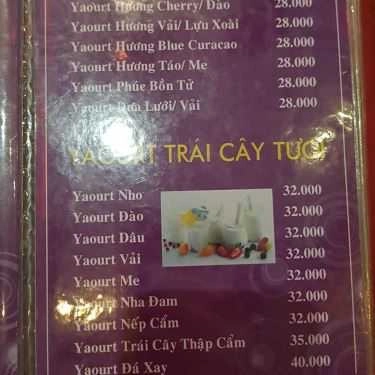 Yaourt Hương Cherry/ Đào 28.000
Yaourt Hương Vải/ Lựu Xoài 28.000
Yaourt Hương Blue Curacao 28.000
Yaourt Hương Táo/ Me 28.000
Yaourt Phúc Bồn Tử 28.000
Yaourt Dưa Lưới/ Vải 28.000
YAOURT TRÁI CÂY TƯƠI
Yaourt Nho 32.000
Yaourt Đào 32.000
Yaourt Dâu 32.000
Yaourt Vải 32.000
Yaourt Me 32.000
Yaourt Nha Đam 32.000
Yaourt Nếp Cẩm 32.000
Yaourt Trái Cây Thập Cẩm 35.000
Yaourt Đá Xay 40.000